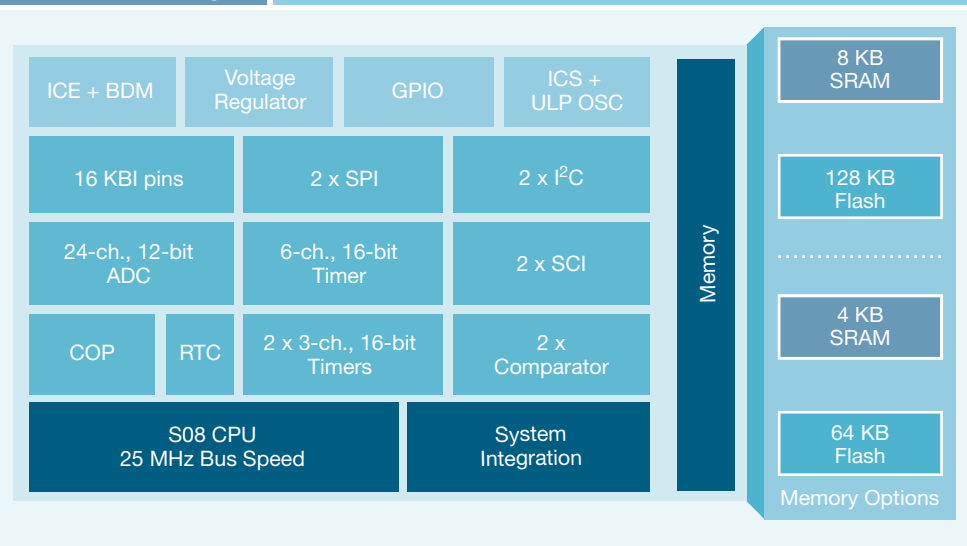 ICE + BDM
Voltage
Regulator
GPIO
ICS +
ULP OSC
16 KBI pins
2 x SPI
2 x I²C
24-ch., 12-bit
ADC
6-ch., 16-bit
Timer
2 x SCI
COP
RTC
2 x 3-ch., 16-bit
Timers
2 x
Comparator
S08 CPU
25 MHz Bus Speed
System
Integration
Memory
8 KB
SRAM
128 KB
Flash
4 KB
SRAM
64 KB
Flash
Memory Options